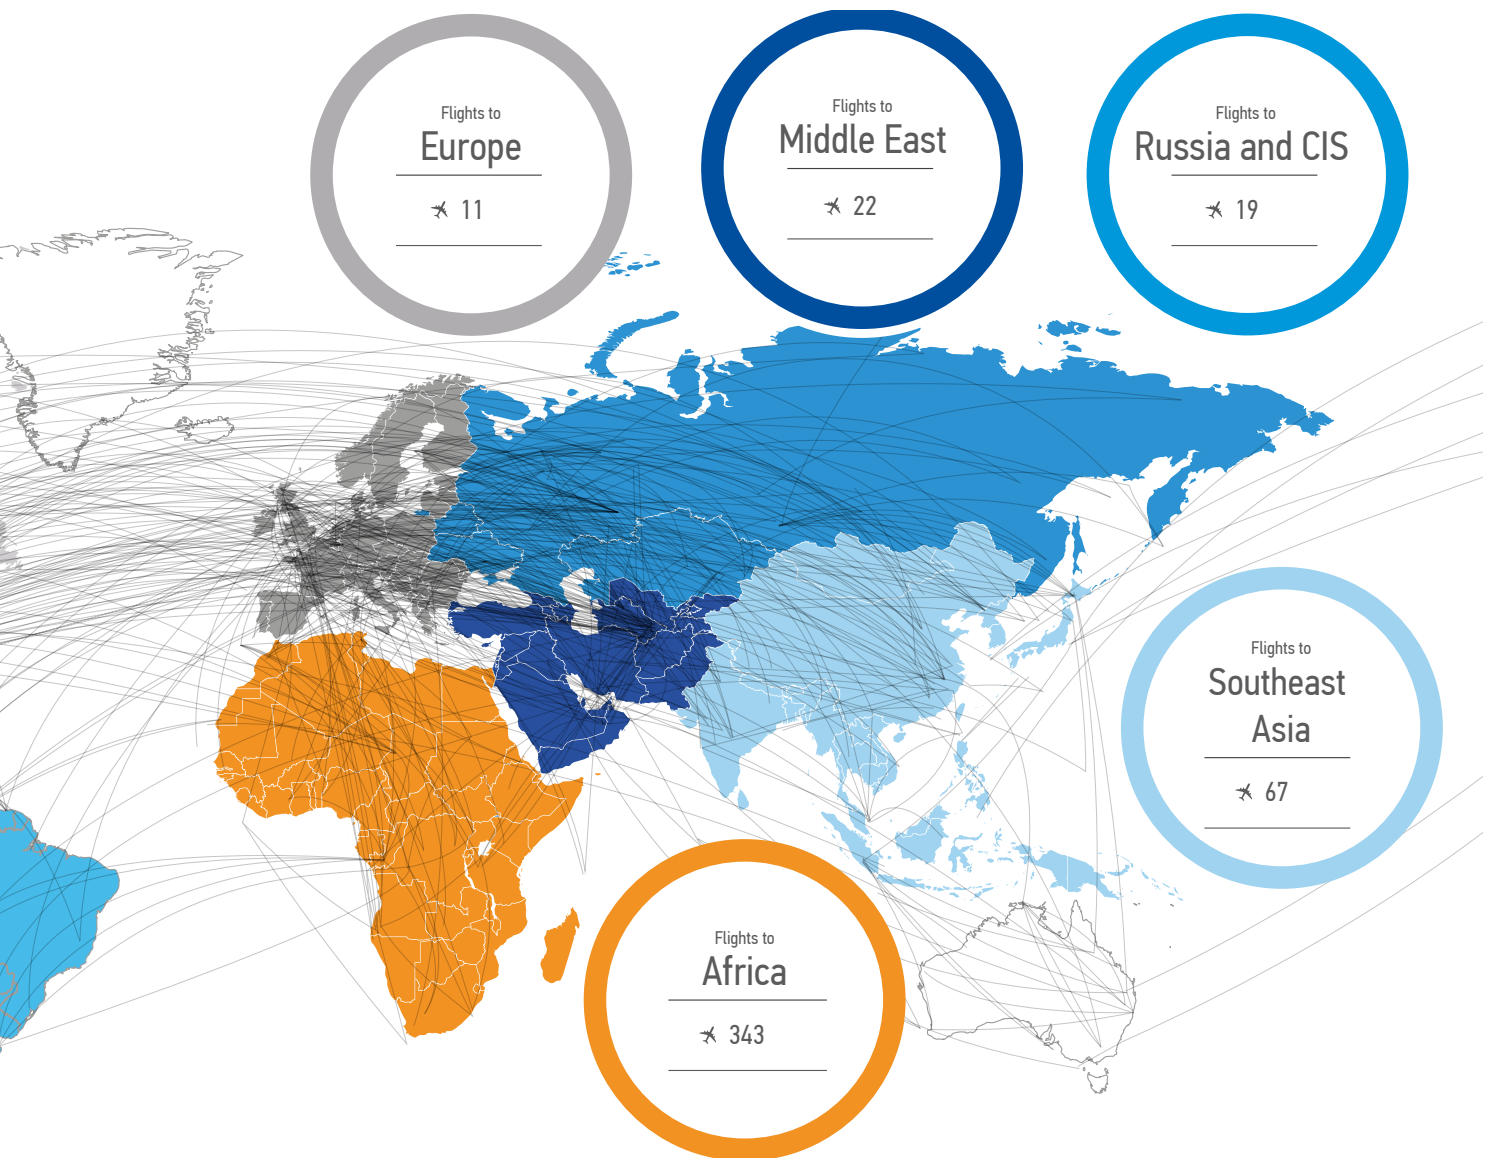 Flights to
Europe
11
Flights to
Middle East
22
Flights to
Russia and CIS
19
Flights to
Southeast
Asia
67
Flights to
Africa
343